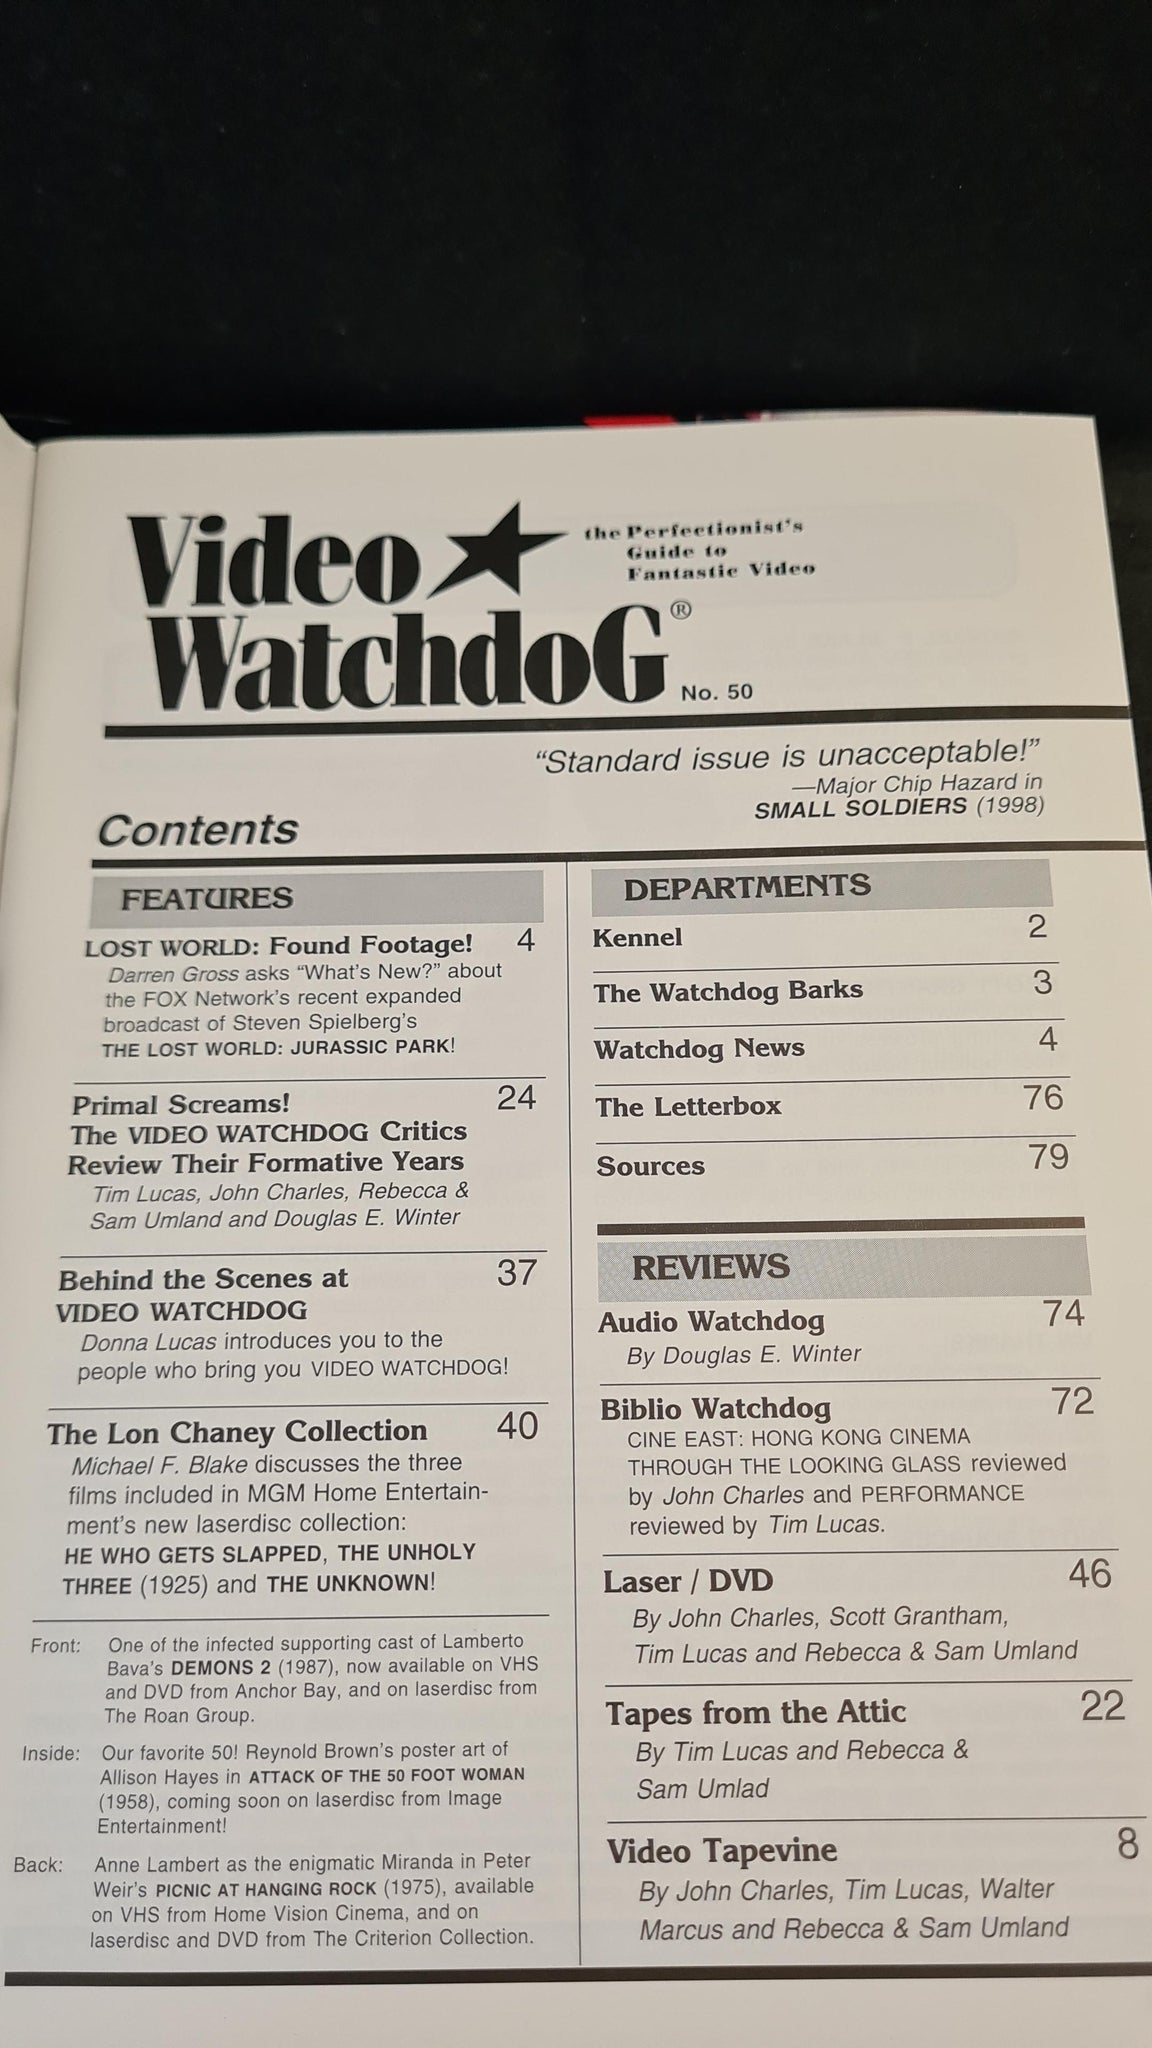 Video the Perfectionist's
Guide to
Fantastic Video
WatchdoG®
No. 50
“Standard issue is unacceptable!”
—Major Chip Hazard in
SMALL SOLDIERS (1998)
Contents
FEATURES
LOST WORLD: Found Footage! 4
Darren Gross asks “What's New?” about
the FOX Network's recent expanded
broadcast of Steven Spielberg's
THE LOST WORLD: JURASSIC PARK!
Primal Screams! 24
The VIDEO WATCHDOG Critics
Review Their Formative Years
Tim Lucas, John Charles, Rebecca &
Sam Umland and Douglas E. Winter
Behind the Scenes at 37
VIDEO WATCHDOG
Donna Lucas introduces you to the
people who bring you VIDEO WATCHDOG!
The Lon Chaney Collection 40
Michael F. Blake discusses the three
films included in MGM Home Entertain-
ment's new laserdisc collection:
HE WHO GETS SLAPPED, THE UNHOLY
THREE (1925) and THE UNKNOWN!
Front: One of the infected supporting cast of Lamberto
Bava's DEMONS 2 (1987), now available on VHS
and DVD from Anchor Bay, and on laserdisc from
The Roan Group.
Inside: Our favorite 50! Reynold Brown's poster art of
Allison Hayes in ATTACK OF THE 50 FOOT WOMAN
(1958), coming soon on laserdisc from Image
Entertainment!
Back: Anne Lambert as the enigmatic Miranda in Peter
Weir's PICNIC AT HANGING ROCK (1975), available
on VHS from Home Vision Cinema, and on
laserdisc and DVD from The Criterion Collection.
DEPARTMENTS
Kennel 2
The Watchdog Barks 3
Watchdog News 4
The Letterbox 76
Sources 79
REVIEWS
Audio Watchdog 74
By Douglas E. Winter
Biblio Watchdog 72
CINE EAST: HONG KONG CINEMA
THROUGH THE LOOKING GLASS reviewed
by John Charles and PERFORMANCE
reviewed by Tim Lucas.
Laser / DVD 46
By John Charles, Scott Grantham,
Tim Lucas and Rebecca & Sam Umland
Tapes from the Attic 22
By Tim Lucas and Rebecca &
Sam Umlad
Video Tapevine 8
By John Charles, Tim Lucas, Walter
Marcus and Rebecca & Sam Umland